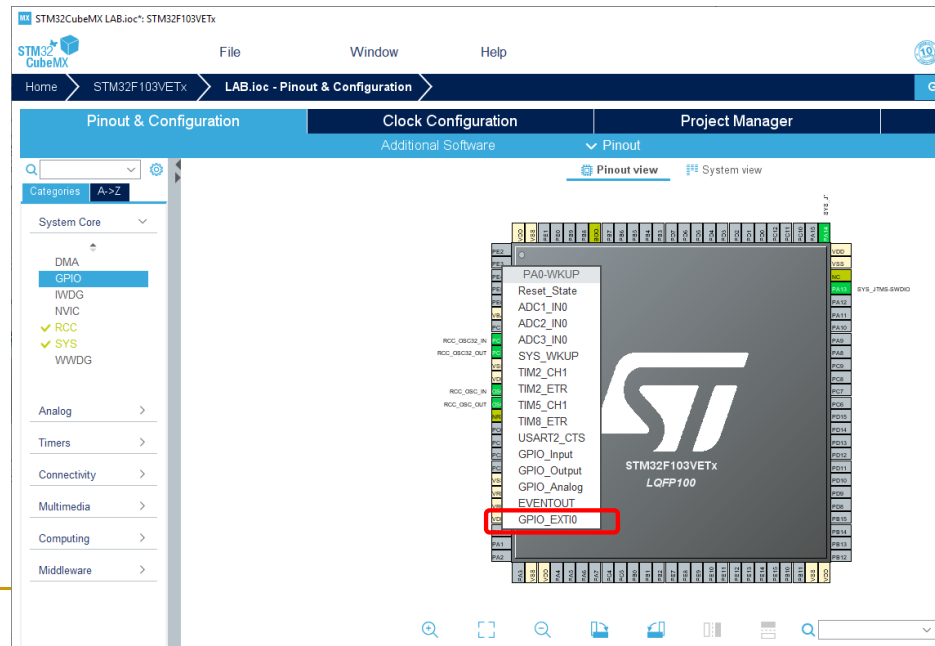 MX STM32CubeMX LAB.ioc*: STM32F103VETx
STM32 CubeMX File Window Help 10
Home STM32F103VETx LAB.ioc - Pinout & Configuration G
Pinout & Configuration Clock Configuration Project Manager
Additional Software Pinout
Pinout view System view
Categories A->Z
System Core
DMA
GPIO
IWDG
NVIC
RCC
SYS
WWDG
Analog
Timers
Connectivity
Multimedia
Computing
Middleware
PA0-WKUP
Reset_State
ADC1_IN0
ADC2_IN0
ADC3_IN0
SYS_WKUP
TIM2_CH1
TIM2_ETR
TIM5_CH1
TIM8_ETR
USART2_CTS
GPIO_Input
GPIO_Output
GPIO_Analog
EVENTOUT
GPIO_EXTI0
RCC_OSC32_IN
RCC_OSC32_OUT
RCC_OSC_IN
RCC_OSC_OUT
PE2
PA1
PA2
ST
STM32F103VETx
LQFP100
VDD
VSS
NC
PA13 SYS_JTMS-SWDIO
PA12
PA11
PA10
PA9
PA8
PC9
PC8
PC7
PC6
PD15
PD14
PD13
PD12
PD11
PD10
PD9
PD8
PB15
PB14
PB13
PB12